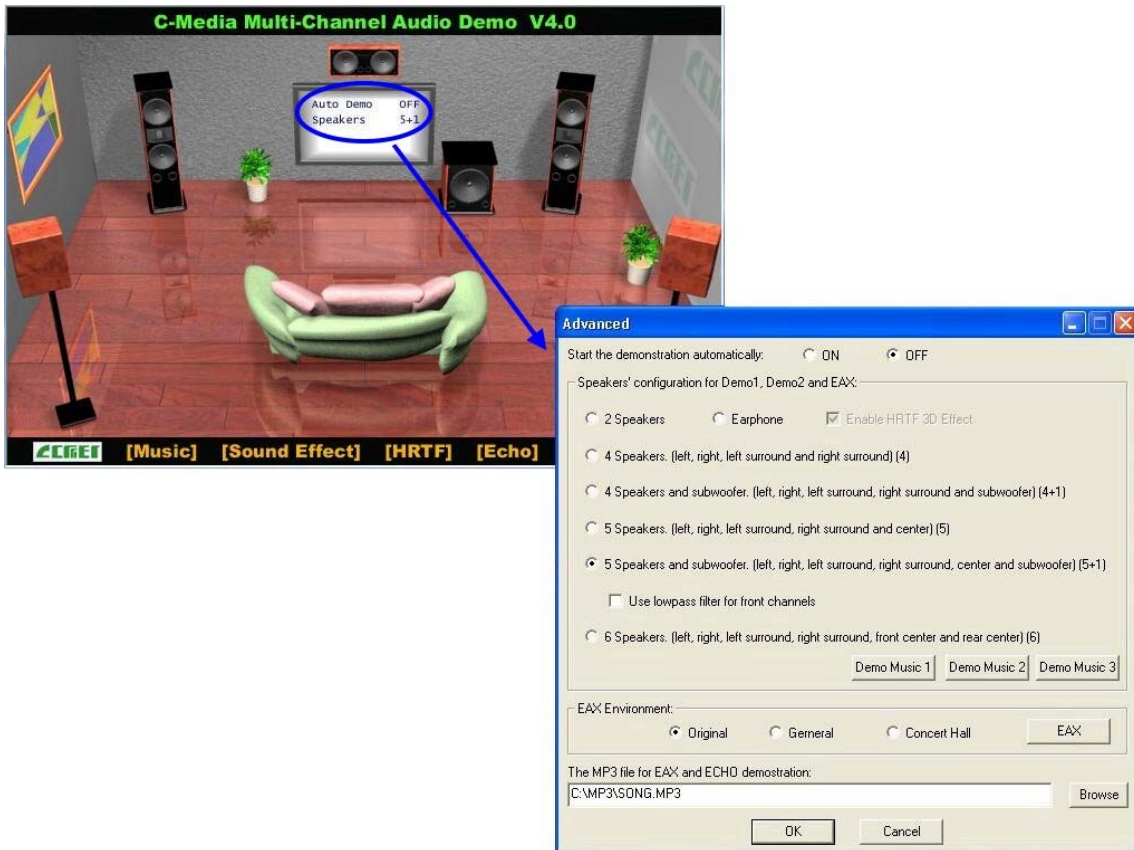 C-Media Multi-Channel Audio Demo V4.0
Auto Demo OFF
Speakers 5+1
[Music] [Sound Effect] [HRTF] [Echo]
Advanced
Start the demonstration automatically: ON OFF
Speakers' configuration for Demo1, Demo2 and EAX:
2 Speakers Earphone Enable HRTF 3D Effect
4 Speakers. (left, right, left surround and right surround) (4)
4 Speakers and subwoofer. (left, right, left surround, right surround and subwoofer) (4+1)
5 Speakers. (left, right, left surround, right surround and center) (5)
5 Speakers and subwoofer. (left, right, left surround, right surround, center and subwoofer) (5+1)
Use lowpass filter for front channels
6 Speakers. (left, right, left surround, right surround, front center and rear center) (6)
Demo Music 1 Demo Music 2 Demo Music 3
EAX Environment:
Original Gerneral Concert Hall EAX
The MP3 file for EAX and ECHO demostration:
C:\MP3\SONG.MP3 Browse
OK Cancel